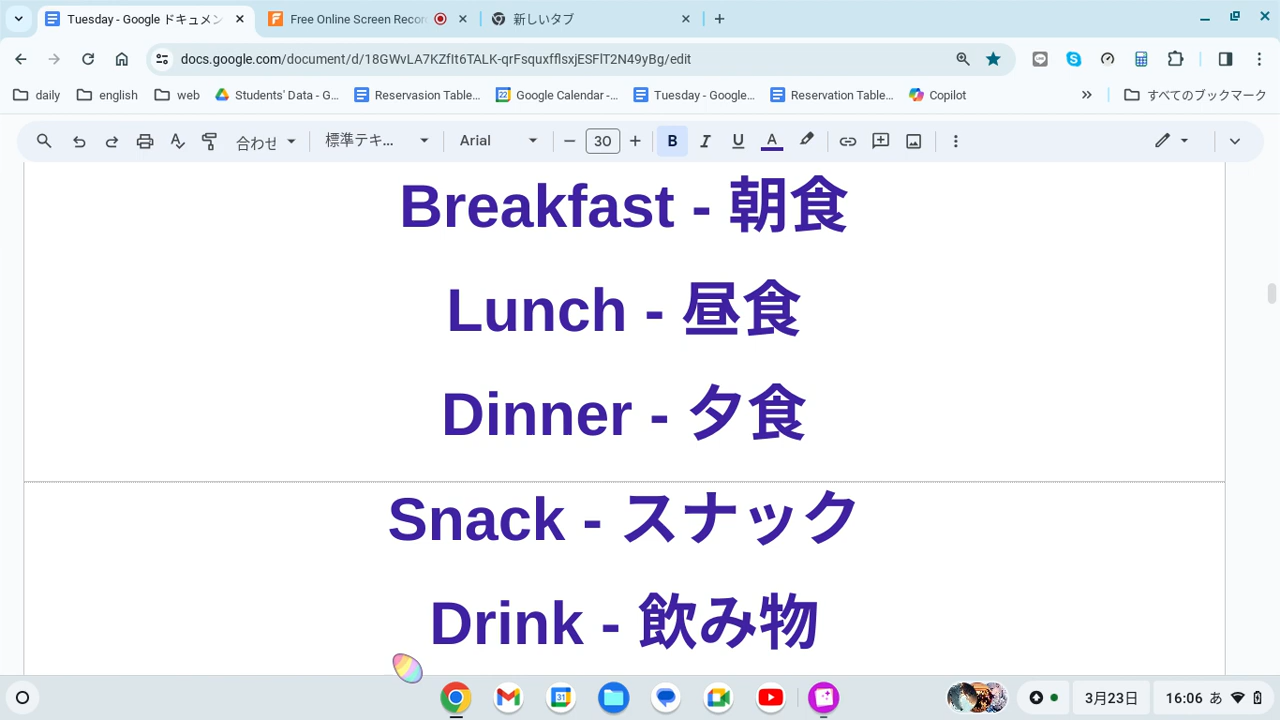 Tuesday - Google ドキュメン
Free Online Screen Recor
新しいタブ
docs.google.com/document/d/18GWvLA7KZfIt6TALK-qrFsquxfflsxjESFlT2N49yBg/edit
daily
english
web
Students' Data - G...
Reservasion Table...
Google Calendar -...
Tuesday - Google...
Reservation Table...
Copilot
すべてのブックマーク
合わせ
標準テキ...
Arial
30
B
I
U
A
Breakfast - 朝食
Lunch - 昼食
Dinner - 夕食
Snack - スナック
Drink - 飲み物
3月23日
16:06 あ